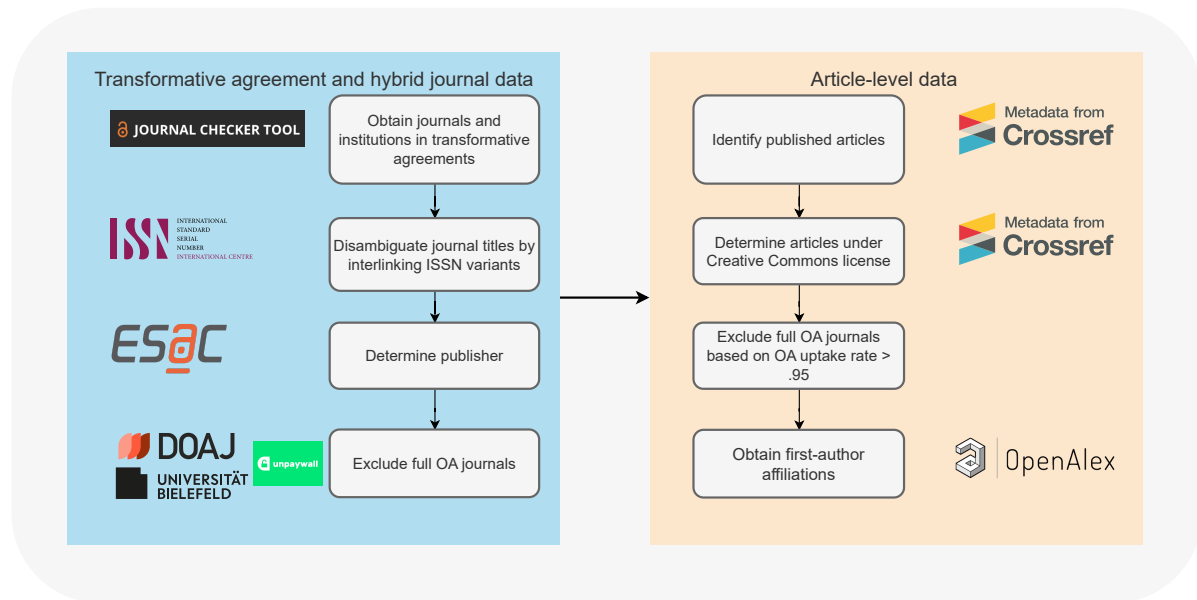 Transformative agreement and hybrid journal data
JOURNAL CHECKER TOOL
Obtain journals and
institutions in transformative
agreements
ISSN
INTERNATIONAL
STANDARD
SERIAL
NUMBER
INTERNATIONAL CENTRE
Disambiguate journal titles by
interlinking ISSN variants
ESAC
Determine publisher
DOAJ
UNIVERSITÄT
BIELEFELD
unpaywall
Exclude full OA journals
Article-level data
Identify published articles
Metadata from
Crossref
Determine articles under
Creative Commons license
Metadata from
Crossref
Exclude full OA journals
based on OA uptake rate >
.95
Obtain first-author
affiliations
OpenAlex